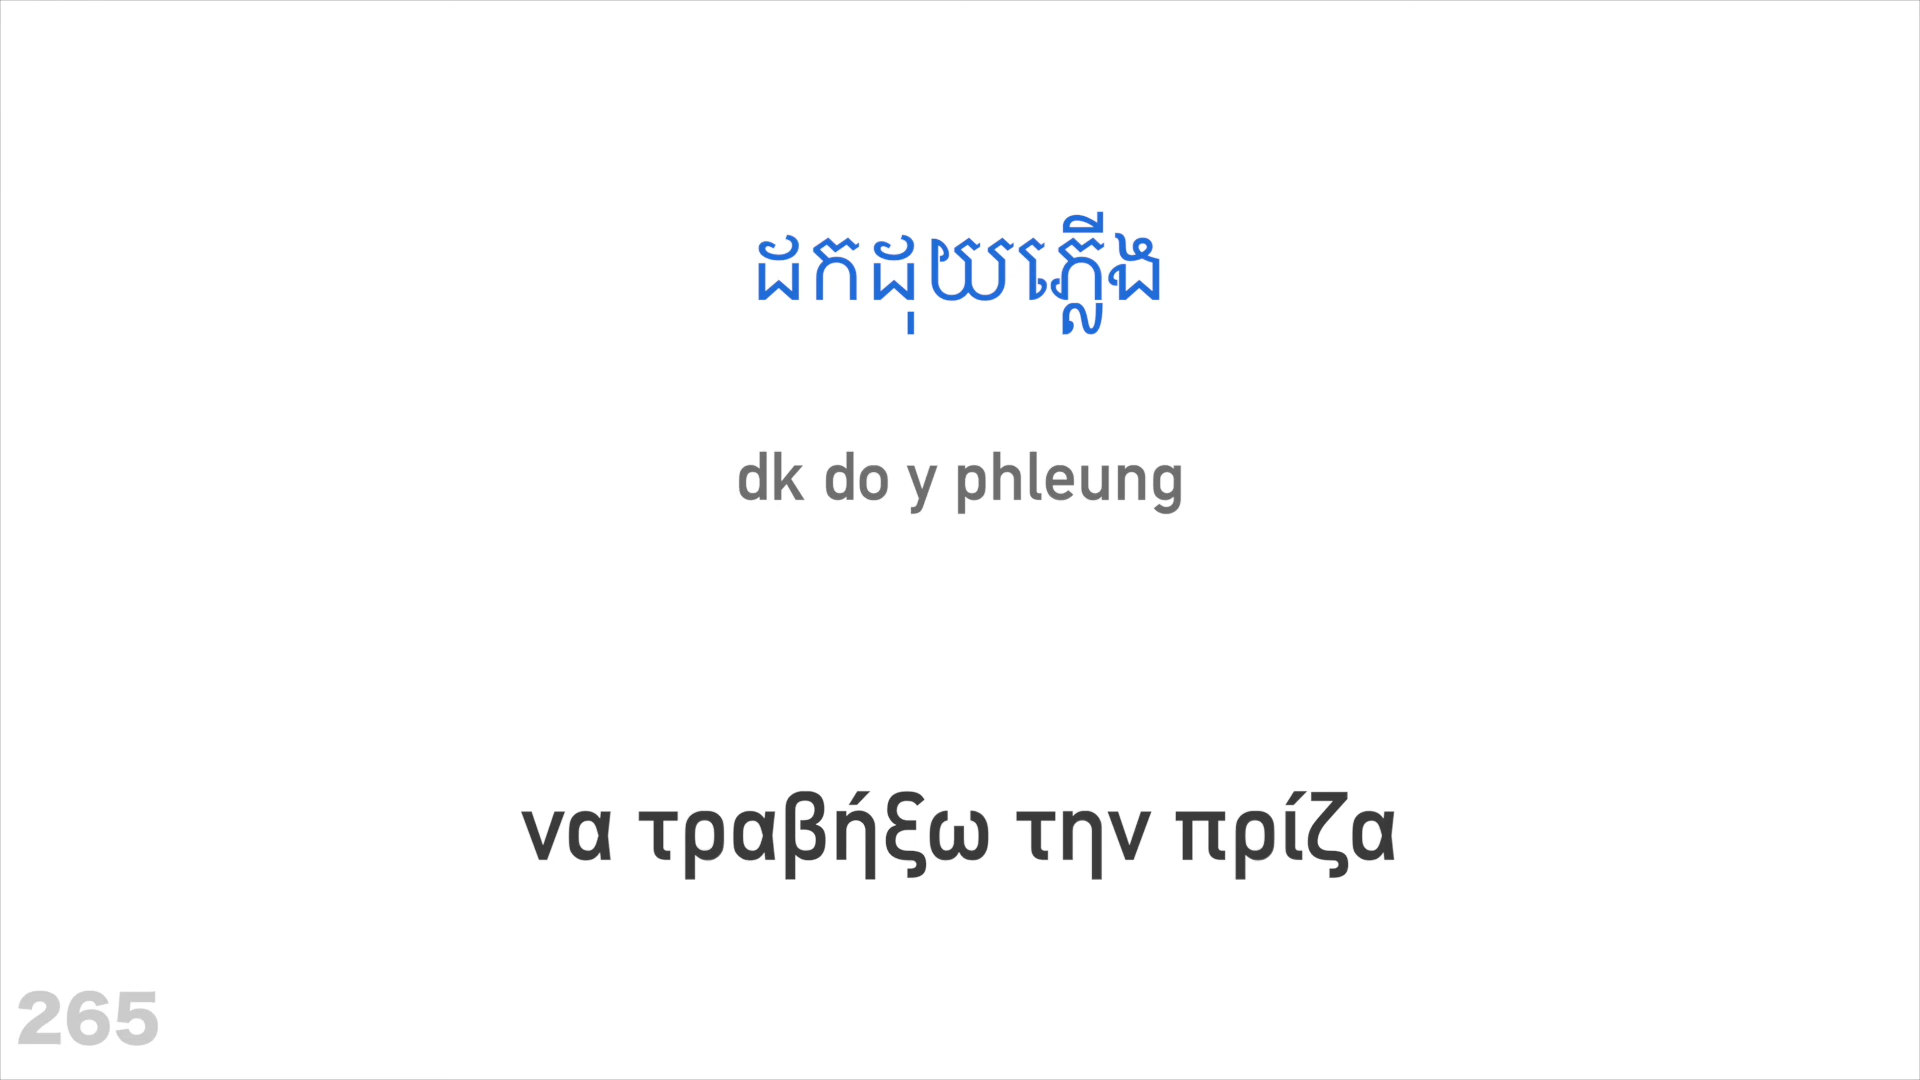 ដកដុយភ្លើង
dk do y phleung
να τραβήξω την πρίζα
265